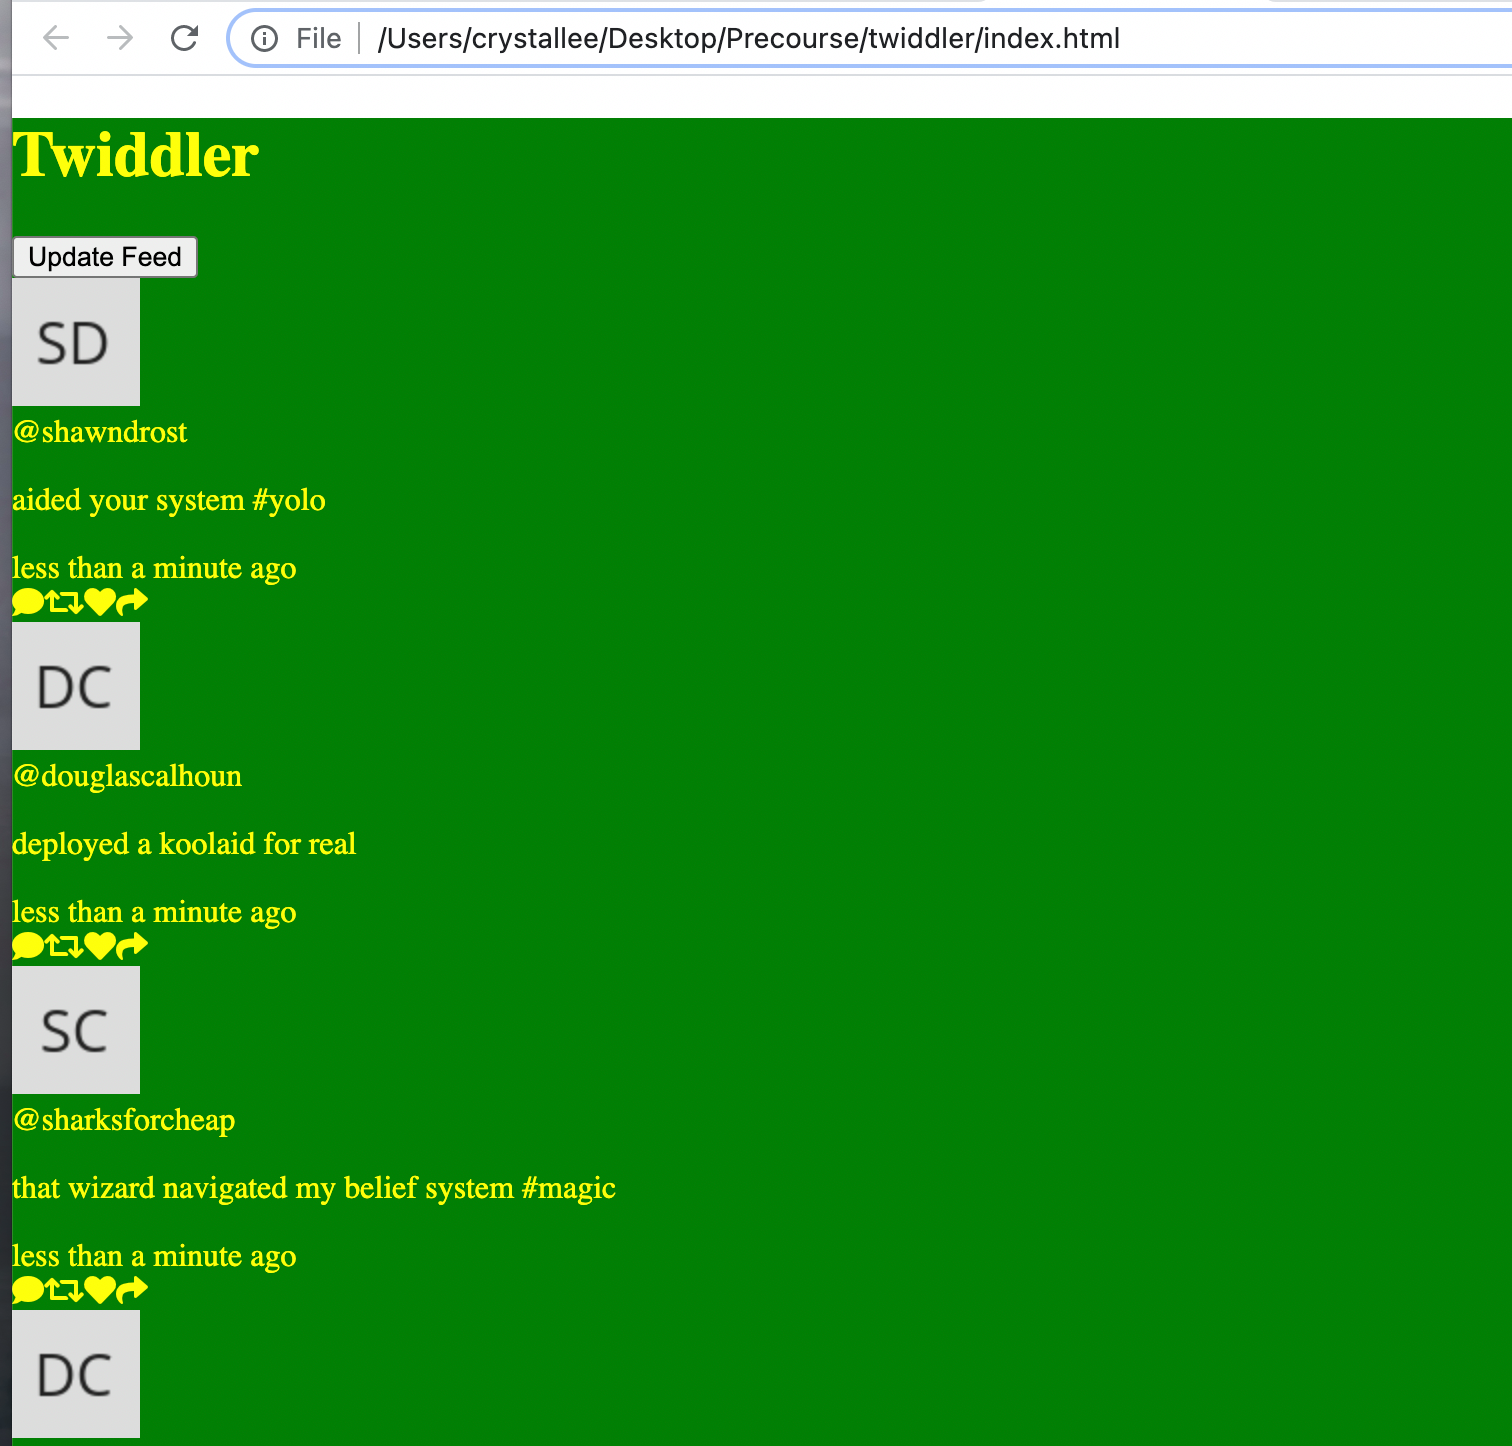 File /Users/crystallee/Desktop/Precourse/twiddler/index.html
Twiddler
Update Feed
SD
@shawndrost
aided your system #yolo
less than a minute ago
DC
@douglascalhoun
deployed a koolaid for real
less than a minute ago
SC
@sharksforcheap
that wizard navigated my belief system #magic
less than a minute ago
DC